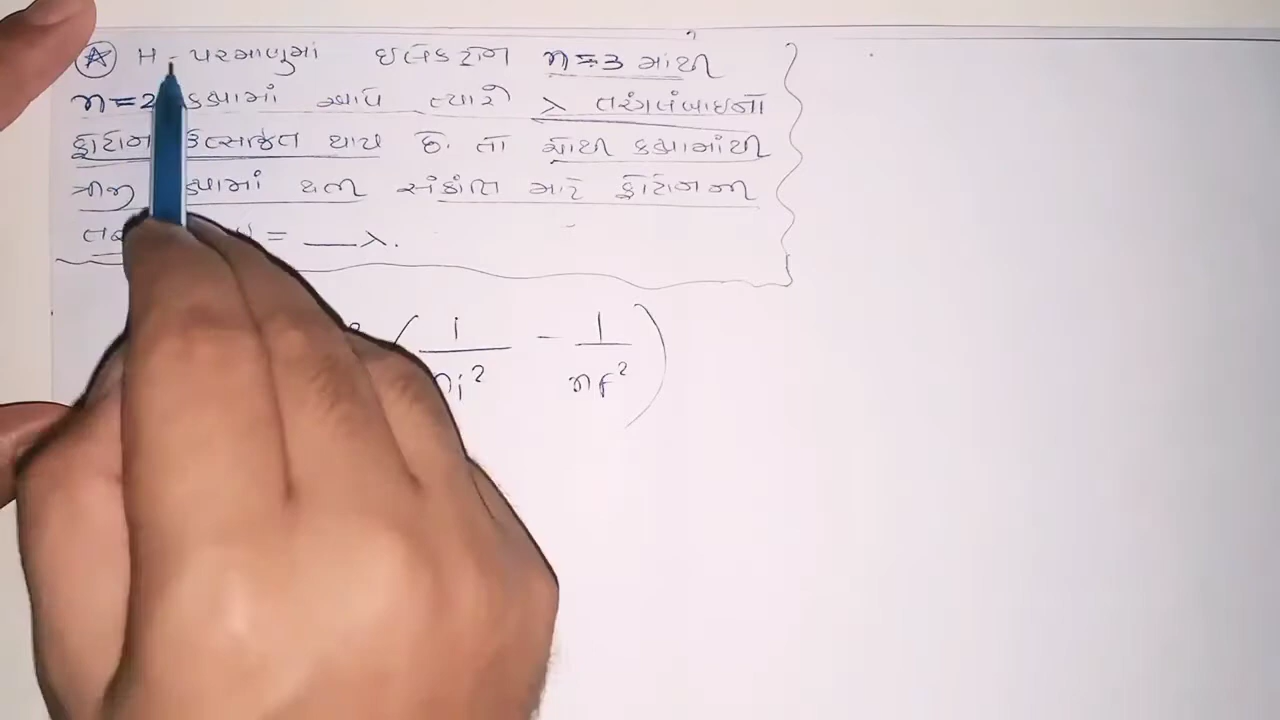 H પરમાણુમાં ઇલેક્ટ્રોન n=3 માંથી
n=2 કક્ષામાં આવે ત્યારે λ તરંગલંબાઇનો
ફોટોન ઉત્સર્જિત થાય છે. તો ચોથી કક્ષામાંથી
ત્રીજી કક્ષામાં થતી સંક્રાંતિ માટે ફોટોનની
= __ λ.
( 1/ni² - 1/nf² )